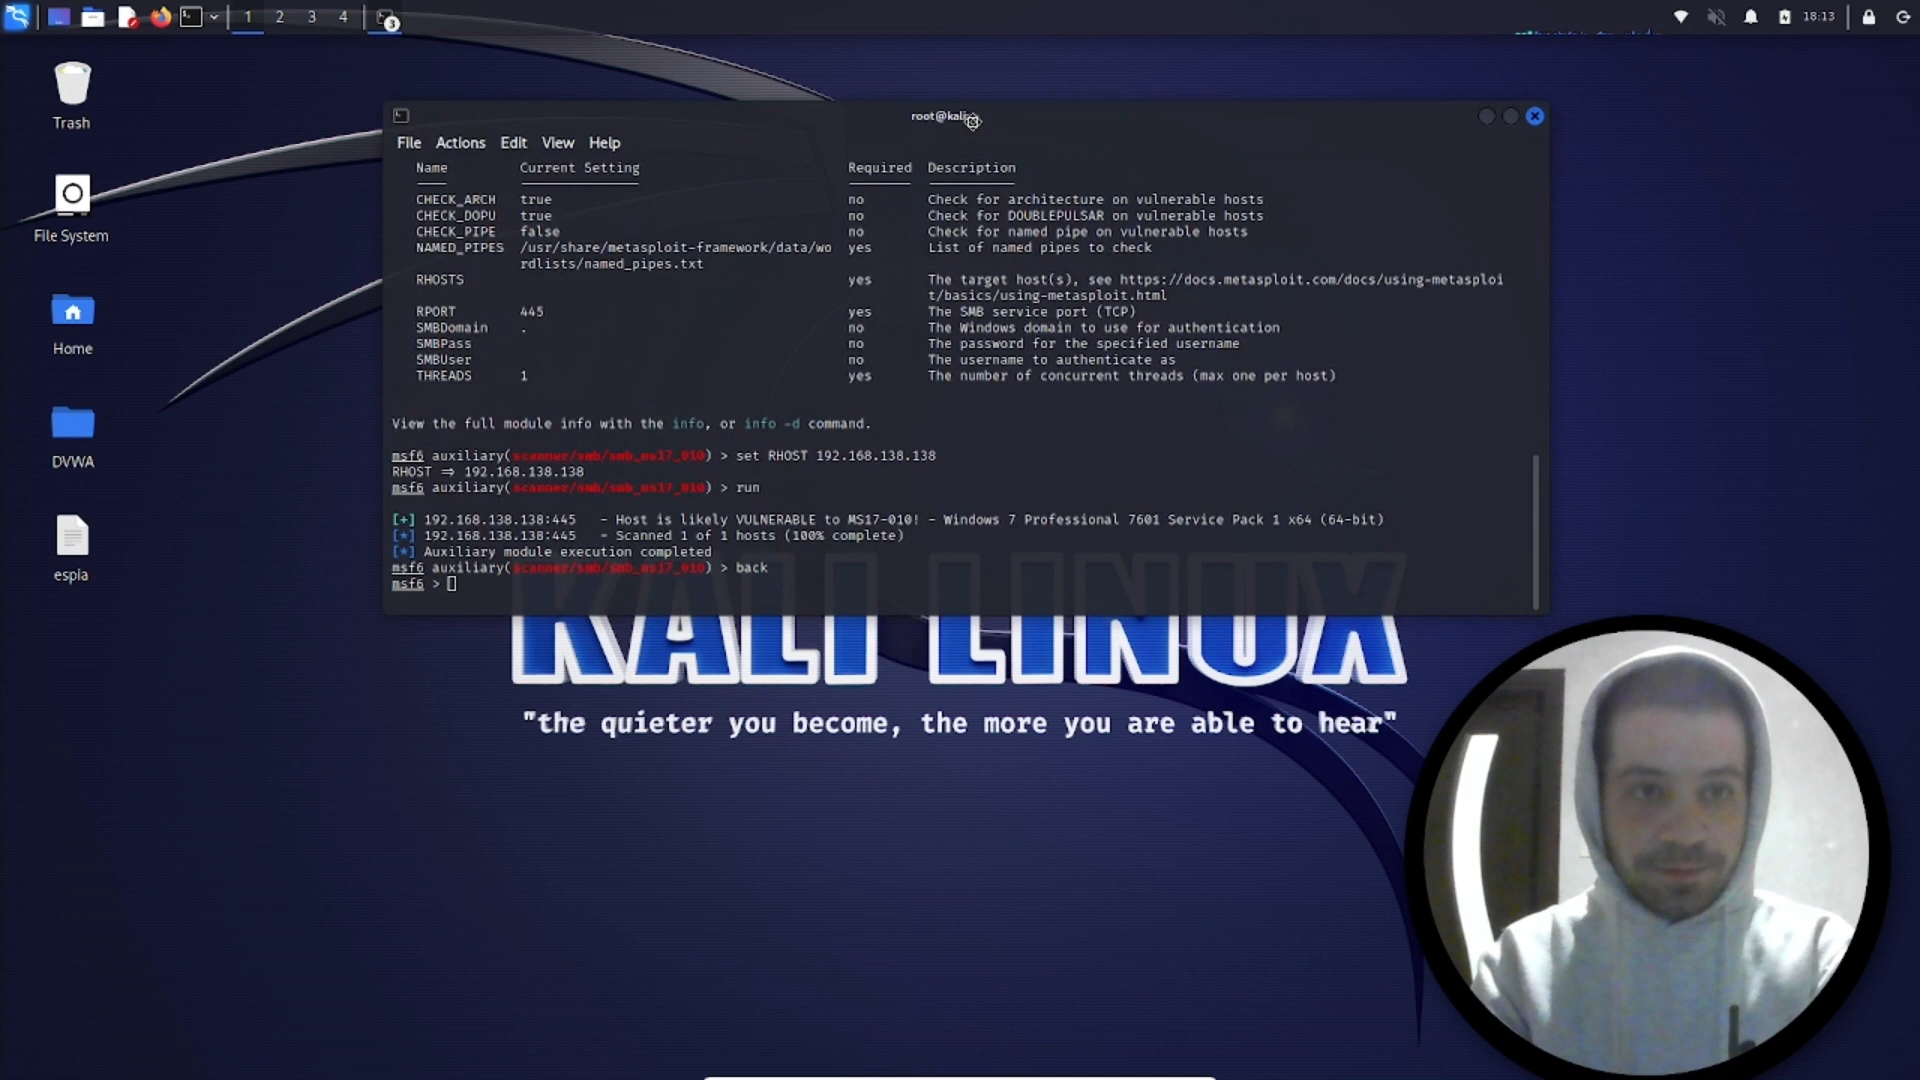 1 2 3 4 3 18:13
Trash
File System
Home
DVWA
espia
root@kali:
File Actions Edit View Help
Name Current Setting Required Description
CHECK_ARCH true no Check for architecture on vulnerable hosts
CHECK_DOPU true no Check for DOUBLEPULSAR on vulnerable hosts
CHECK_PIPE false no Check for named pipe on vulnerable hosts
NAMED_PIPES /usr/share/metasploit-framework/data/wo yes List of named pipes to check
rdlists/named_pipes.txt
RHOSTS yes The target host(s), see https://docs.metasploit.com/docs/using-metasploi
t/basics/using-metasploit.html
RPORT 445 yes The SMB service port (TCP)
SMBDomain . no The Windows domain to use for authentication
SMBPass no The password for the specified username
SMBUser no The username to authenticate as
THREADS 1 yes The number of concurrent threads (max one per host)
View the full module info with the info, or info -d command.
msf6 auxiliary(scanner/smb/smb_ms17_010) > set RHOST 192.168.138.138
RHOST ⇒ 192.168.138.138
msf6 auxiliary(scanner/smb/smb_ms17_010) > run
[+] 192.168.138.138:445 - Host is likely VULNERABLE to MS17-010! - Windows 7 Professional 7601 Service Pack 1 x64 (64-bit)
[*] 192.168.138.138:445 - Scanned 1 of 1 hosts (100% complete)
[*] Auxiliary module execution completed
msf6 auxiliary(scanner/smb/smb_ms17_010) > back
msf6 >
KALI LINUX
"the quieter you become, the more you are able to hear"